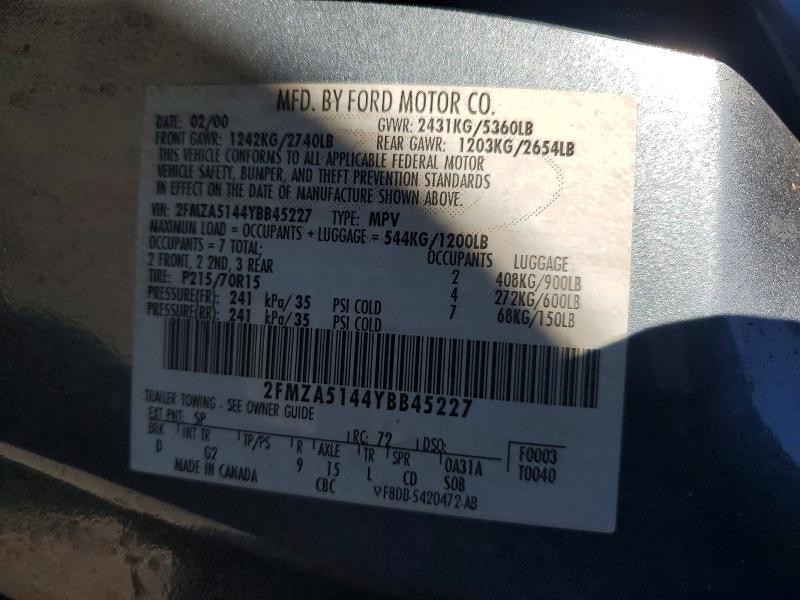 MFD. BY FORD MOTOR CO.
DATE: 02/00 GVWR: 2431KG/5360LB
FRONT GAWR: 1242KG/2740LB REAR GAWR: 1203KG/2654LB
THIS VEHICLE CONFORMS TO ALL APPLICABLE FEDERAL MOTOR
VEHICLE SAFETY, BUMPER, AND THEFT PREVENTION STANDARDS
IN EFFECT ON THE DATE OF MANUFACTURE SHOWN ABOVE.
VIN: 2FMZA5144YBB45227 TYPE: MPV
MAXIMUM LOAD = OCCUPANTS + LUGGAGE = 544KG/1200LB
OCCUPANTS = 7 TOTAL; OCCUPANTS LUGGAGE
2 FRONT, 2 2ND, 3 REAR 2 408KG/900LB
TIRE: P215/70R15 4 272KG/600LB
PRESSURE(FR): 241 kPa/35 PSI COLD 7 68KG/150LB
PRESSURE(RR): 241 kPa/35 PSI COLD
2FMZA5144YBB45227
TRAILER TOWING - SEE OWNER GUIDE
EXT PNT: SP RC: 72 DSO: F0003
BRK INT TR TP/PS R AXLE TR SPR 0A31A T0040
D G2 9 15 L CD SOB
MADE IN CANADA CBC ▽F8DB-5420472-AB